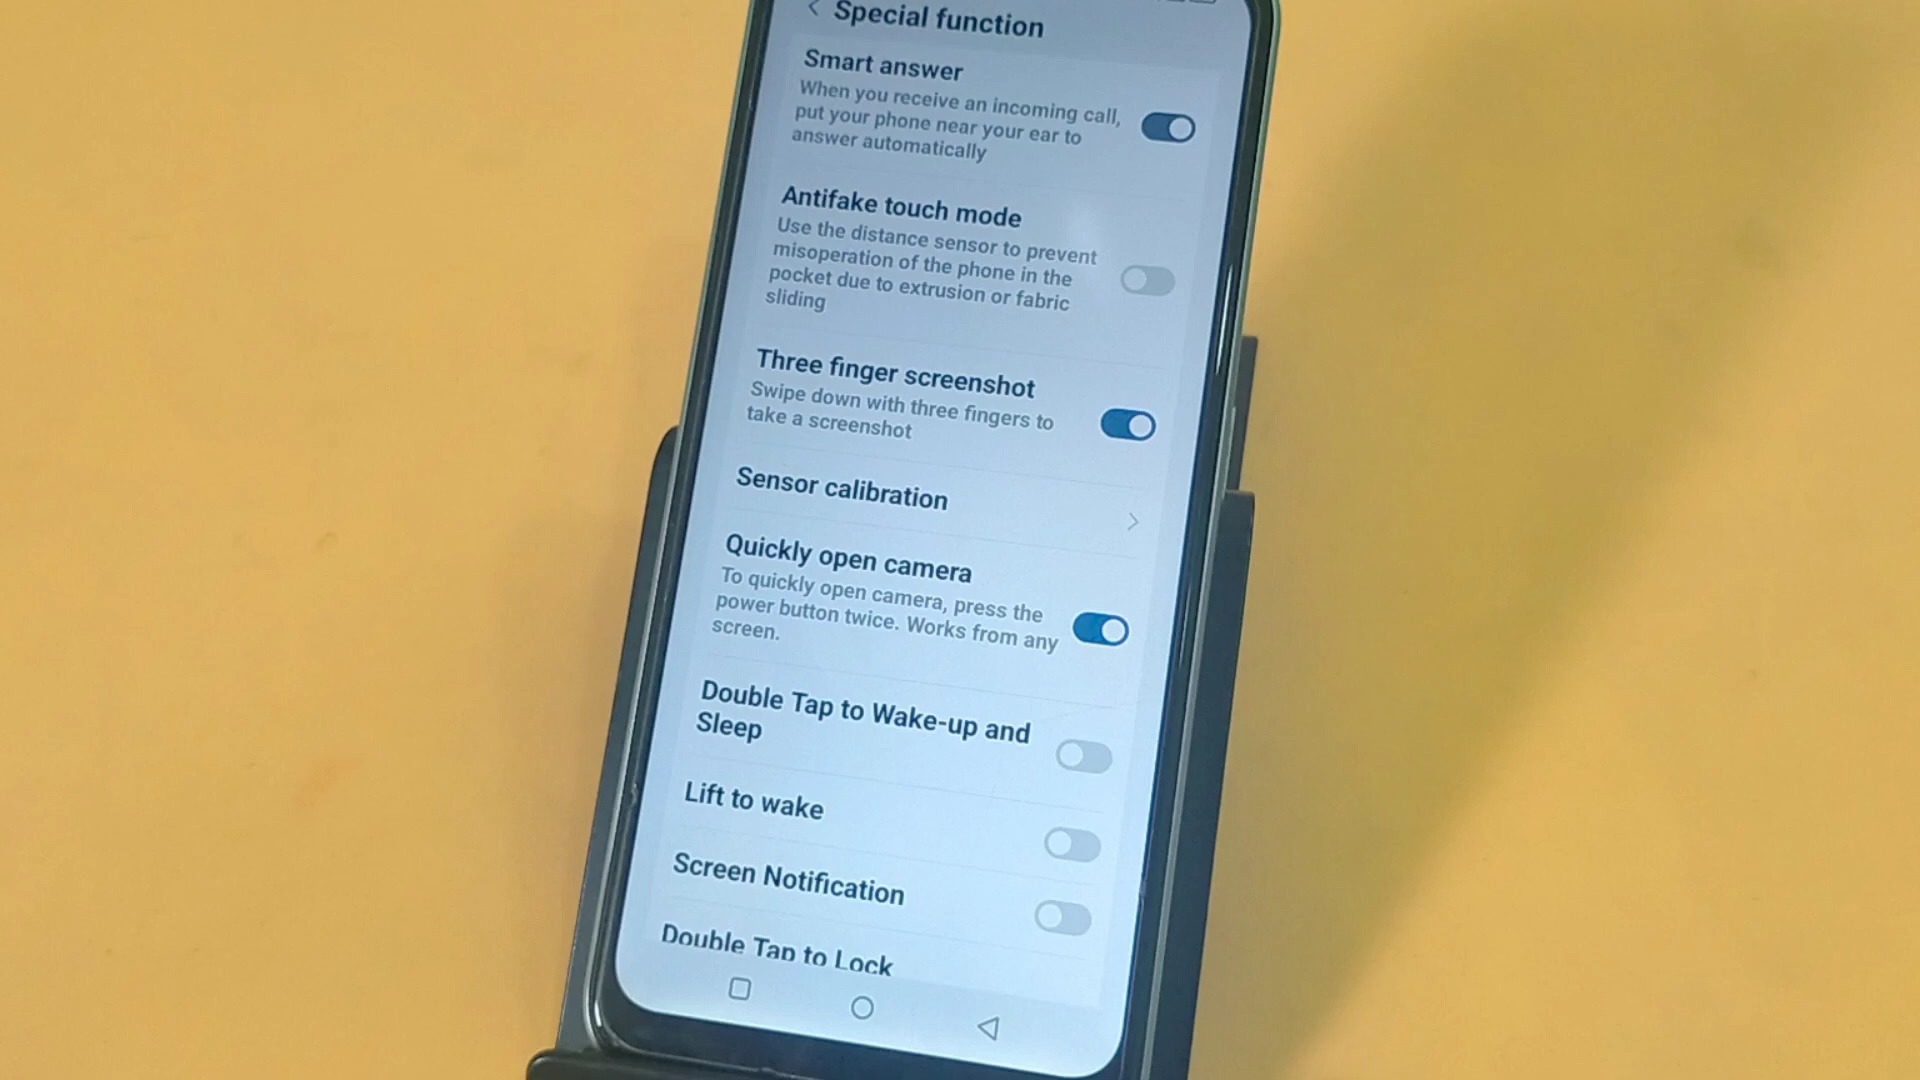 Special function
Smart answer
When you receive an incoming call,
put your phone near your ear to
answer automatically
Antifake touch mode
Use the distance sensor to prevent
misoperation of the phone in the
pocket due to extrusion or fabric
sliding
Three finger screenshot
Swipe down with three fingers to
take a screenshot
Sensor calibration
Quickly open camera
To quickly open camera, press the
power button twice. Works from any
screen.
Double Tap to Wake-up and
Sleep
Lift to wake
Screen Notification
Double Tap to Lock